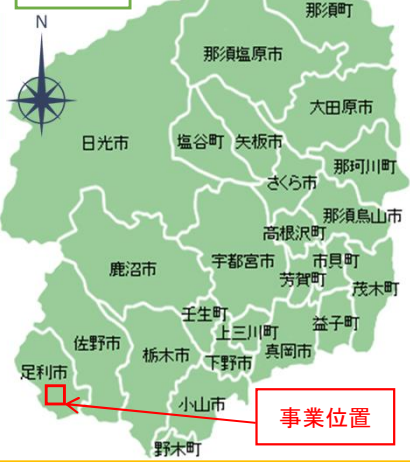 那須町
N
那須塩原市
大田原市
日光市
塩谷町
矢板市
那珂川町
さくら市
那須烏山市
高根沢町
鹿沼市
宇都宮市
市貝町
芳賀町
茂木町
壬生町
上三川町
益子町
佐野市
栃木市
下野市
真岡市
足利市
小山市
事業位置
野木町